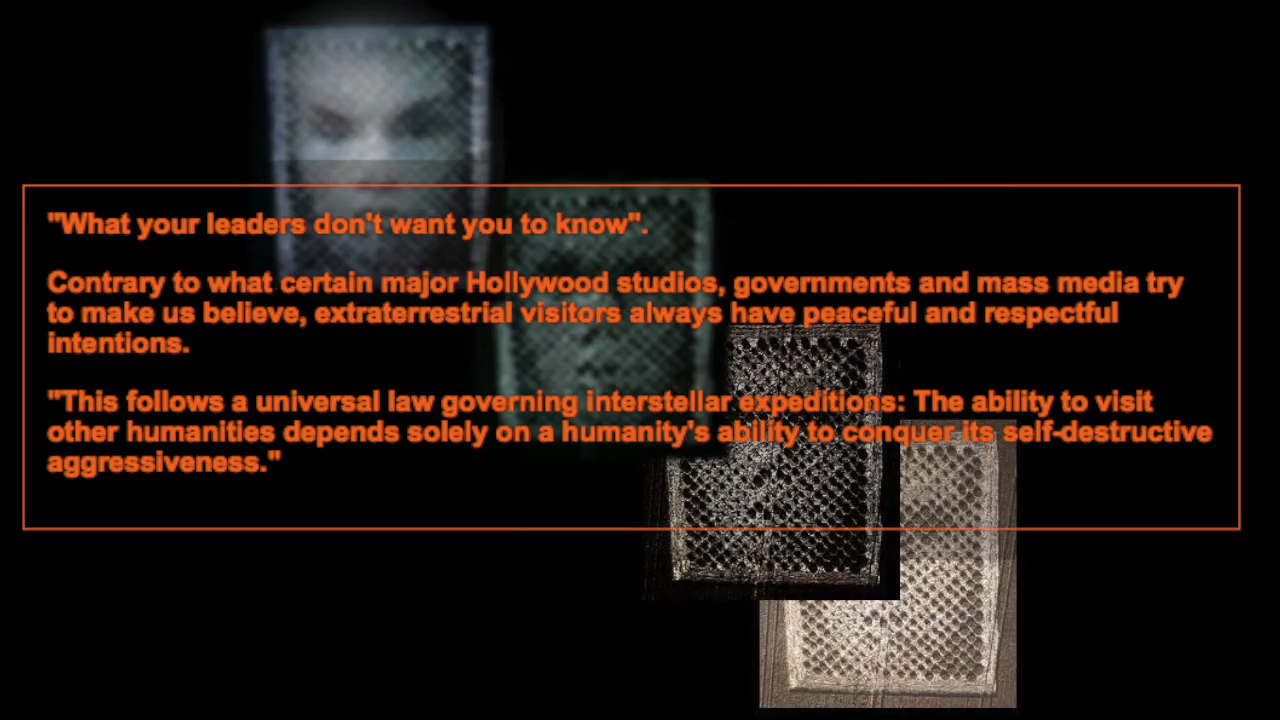 "What your leaders don't want you to know".
Contrary to what certain major Hollywood studios, governments and mass media try
to make us believe, extraterrestrial visitors always have peaceful and respectful
intentions.
"This follows a universal law governing interstellar expeditions: The ability to visit
other humanities depends solely on a humanity's ability to conquer its self-destructive
aggressiveness."